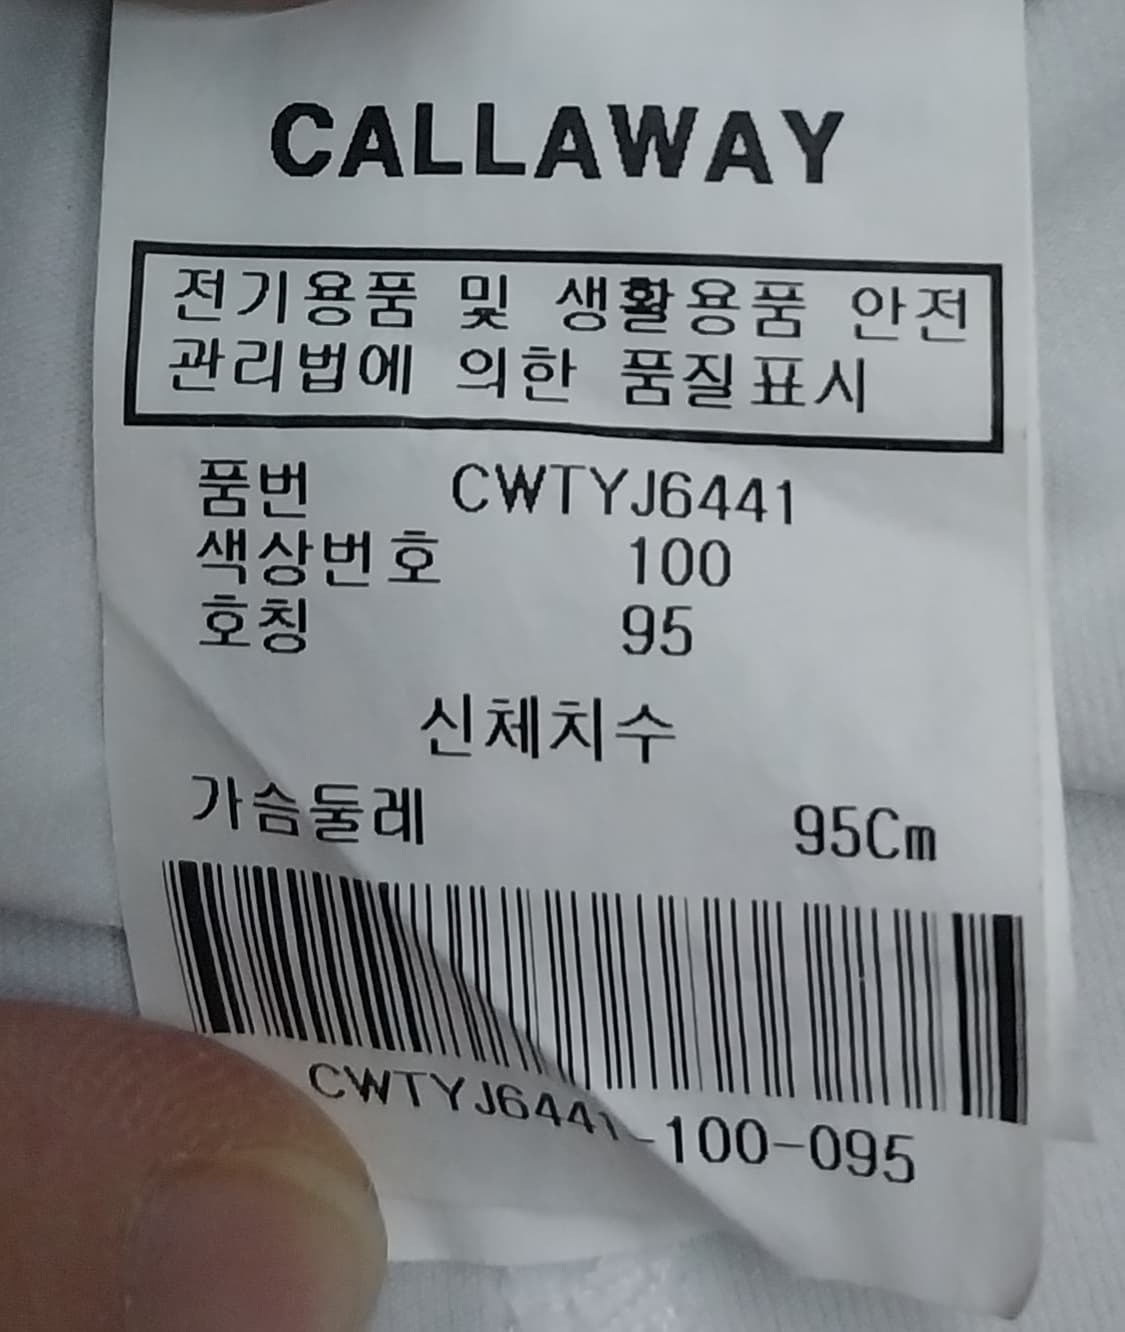 CALLAWAY
전기용품 및 생활용품 안전
관리법에 의한 품질표시
품번 CWTYJ6441
색상번호 100
호칭 95
신체치수
가슴둘레 95Cm
CWTYJ6441-100-095